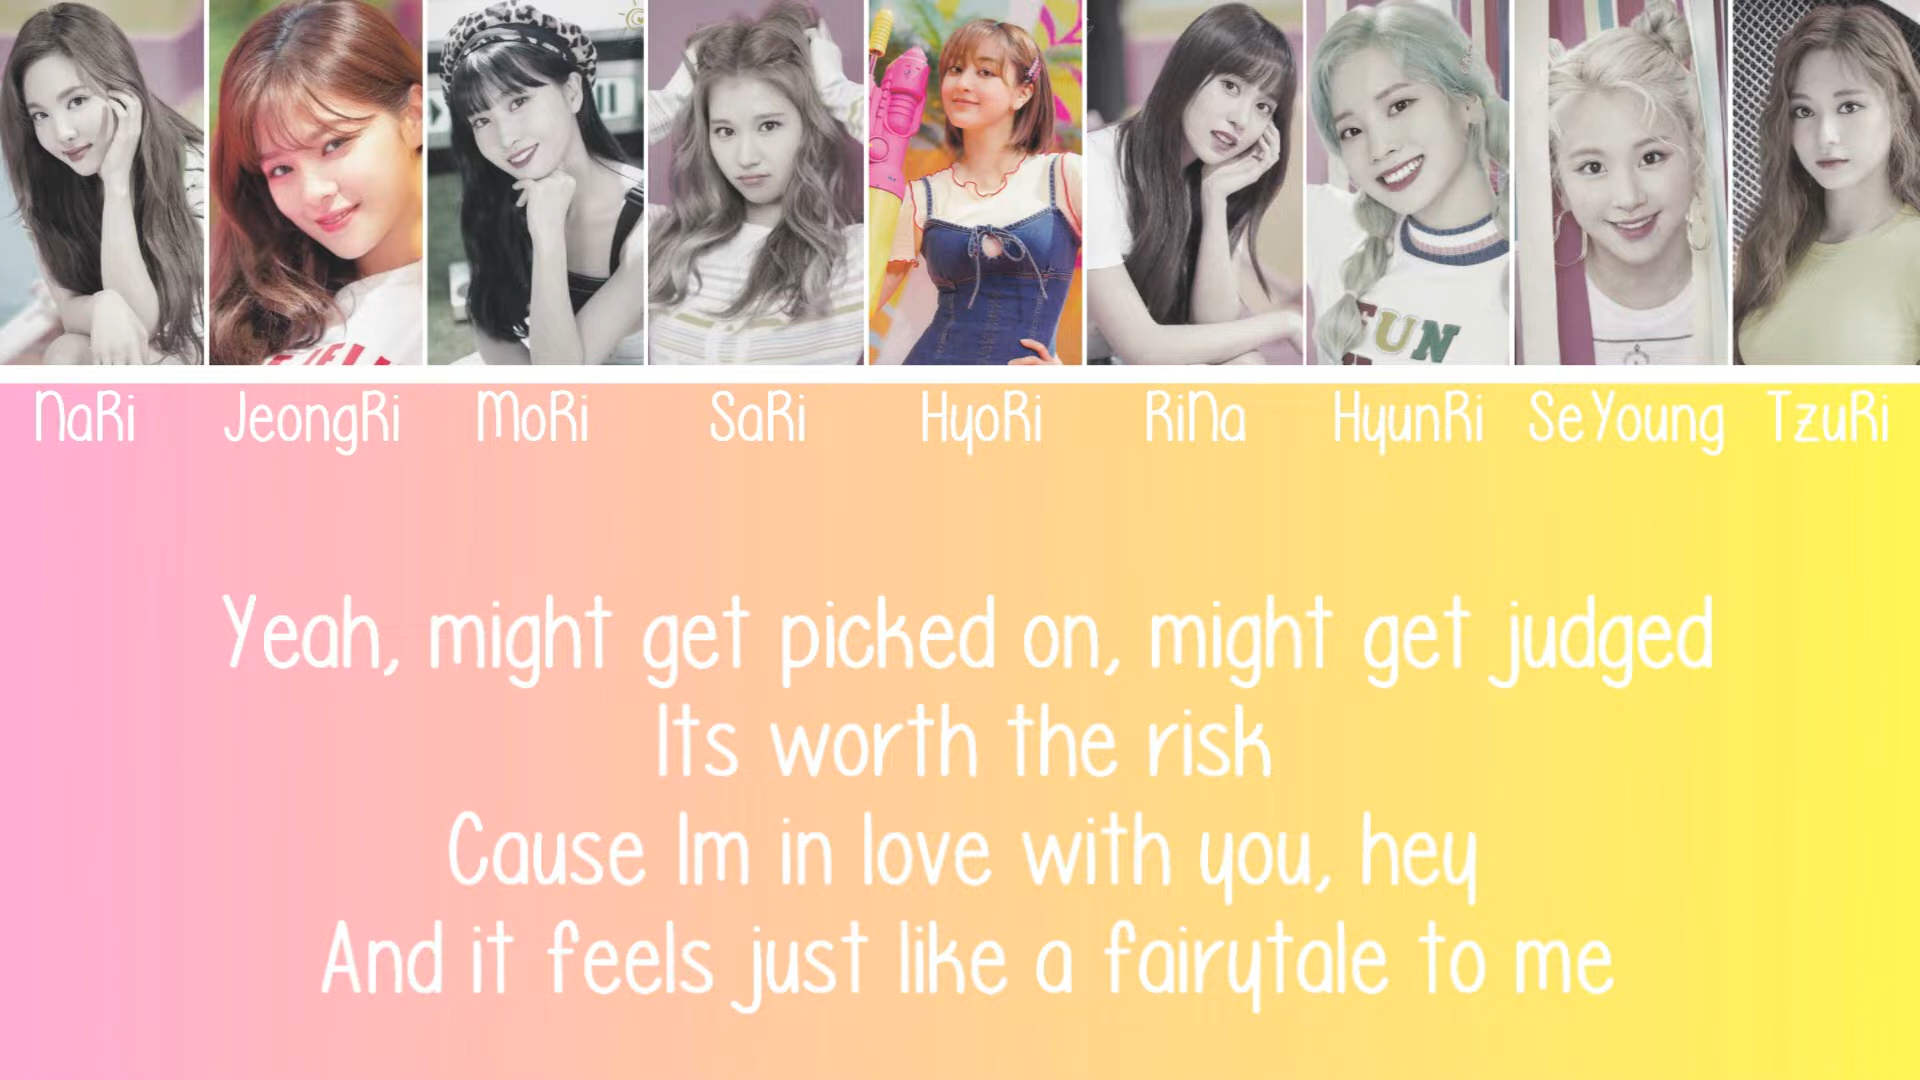 FUN
NaRi JeongRi MoRi SaRi HyoRi RiNa HyunRi SeYoung TzuRi
Yeah, might get picked on, might get judged
Its worth the risk
Cause Im in love with you, hey
And it feels just like a fairytale to me